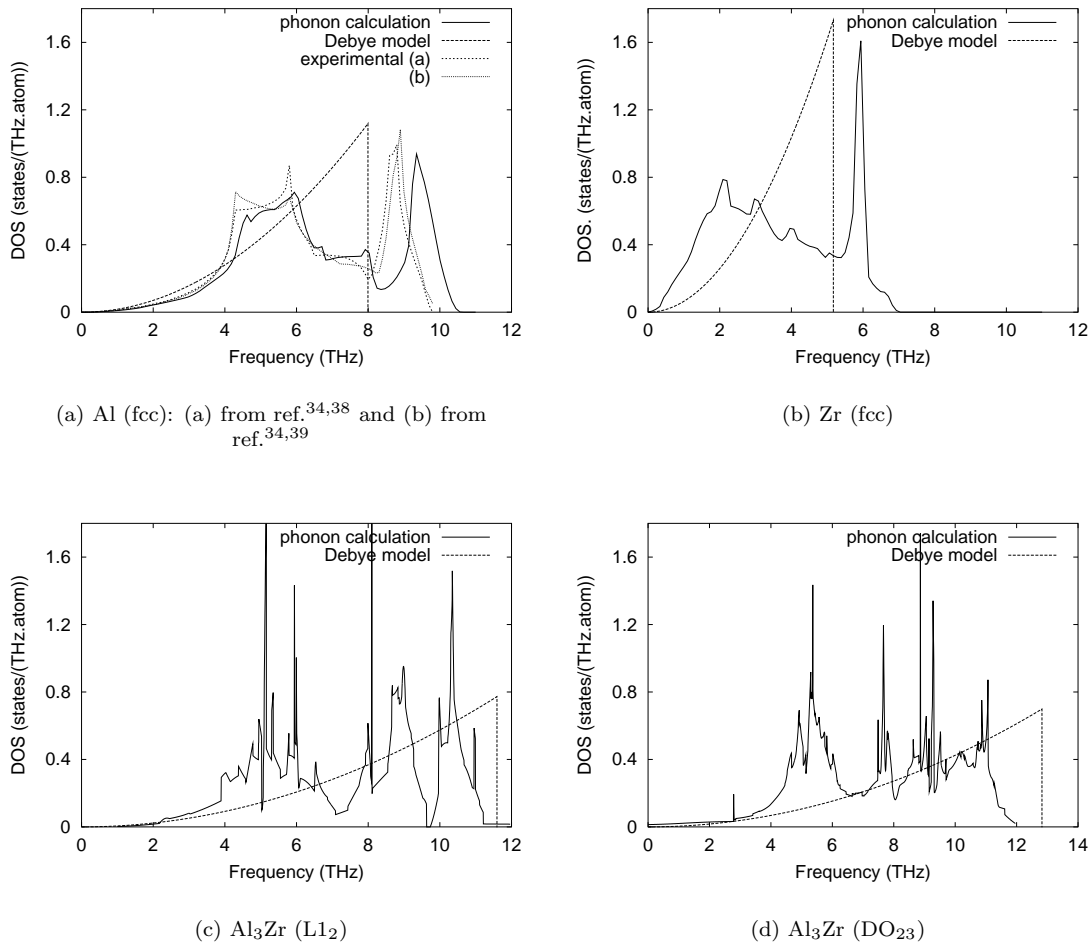 phonon calculation
Debye model
experimental (a)
(b)
DOS (states/(THz.atom))
1.6
1.2
0.8
0.4
0
0 2 4 6 8 10 12
Frequency (THz)
(a) Al (fcc): (a) from ref.34,38 and (b) from
ref.34,39
phonon calculation
Debye model
DOS. (states/(THz.atom))
1.6
1.2
0.8
0.4
0
0 2 4 6 8 10 12
Frequency (THz)
(b) Zr (fcc)
phonon calculation
Debye model
DOS (states/(THz.atom))
1.6
1.2
0.8
0.4
0
0 2 4 6 8 10 12
Frequency (THz)
(c) Al₃Zr (L1₂)
phonon calculation
Debye model
DOS (states/(THz.atom))
1.6
1.2
0.8
0.4
0
0 2 4 6 8 10 12 14
Frequency (THz)
(d) Al₃Zr (DO₂₃)